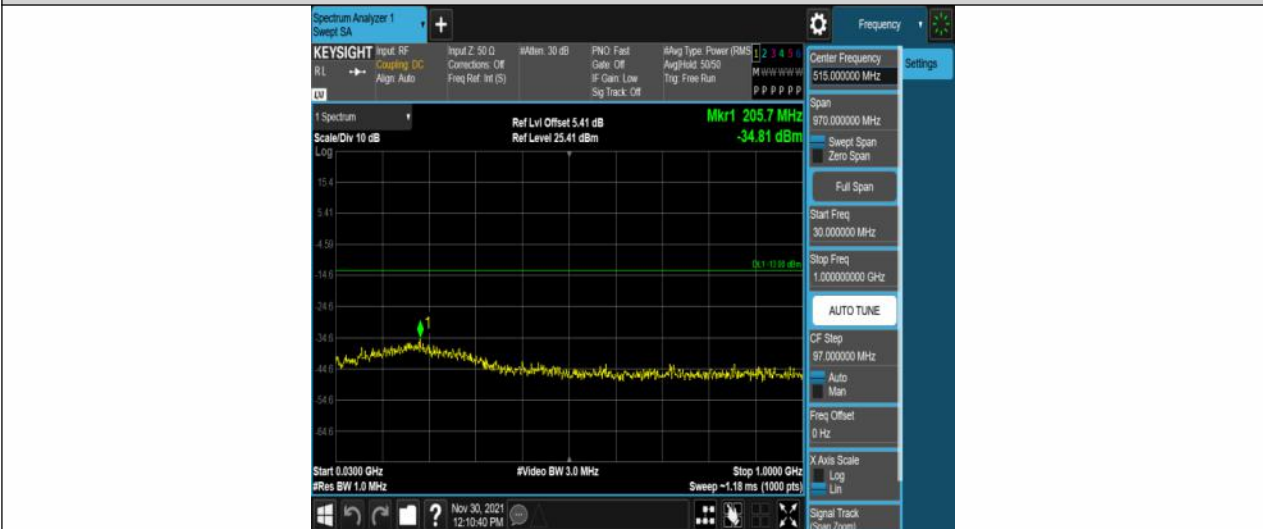 Spectrum Analyzer 1
Swept SA
+
Frequency
KEYSIGHT
Input: RF
Coupling: DC
Align: Auto
Input Z: 50 Ω
Corrections: Off
Freq Ref: Int (S)
#Atten: 30 dB
PNO: Fast
Gate: Off
IF Gain: Low
Sig Track: Off
#Avg Type: Power (RMS
Avg|Hold: 50/50
Trig: Free Run
1 2 3 4 5 6
M W W W W W
P P P P P P
RL
1 Spectrum
Scale/Div 10 dB
Log
Ref Lvl Offset 5.41 dB
Ref Level 25.41 dBm
Mkr1 205.7 MHz
-34.81 dBm
15.4
5.41
-4.59
-14.6
-24.6
-34.6
-44.6
-54.6
-64.6
DL1 -13.00 dBm
1
Start 0.0300 GHz
#Res BW 1.0 MHz
#Video BW 3.0 MHz
Stop 1.0000 GHz
Sweep ~1.18 ms (1000 pts)
?
Nov 30, 2021
12:10:40 PM
Center Frequency
515.000000 MHz
Settings
Span
970.000000 MHz
Swept Span
Zero Span
Full Span
Start Freq
30.000000 MHz
Stop Freq
1.000000000 GHz
AUTO TUNE
CF Step
97.000000 MHz
Auto
Man
Freq Offset
0 Hz
X Axis Scale
Log
Lin
Signal Track
(Span Zoom)